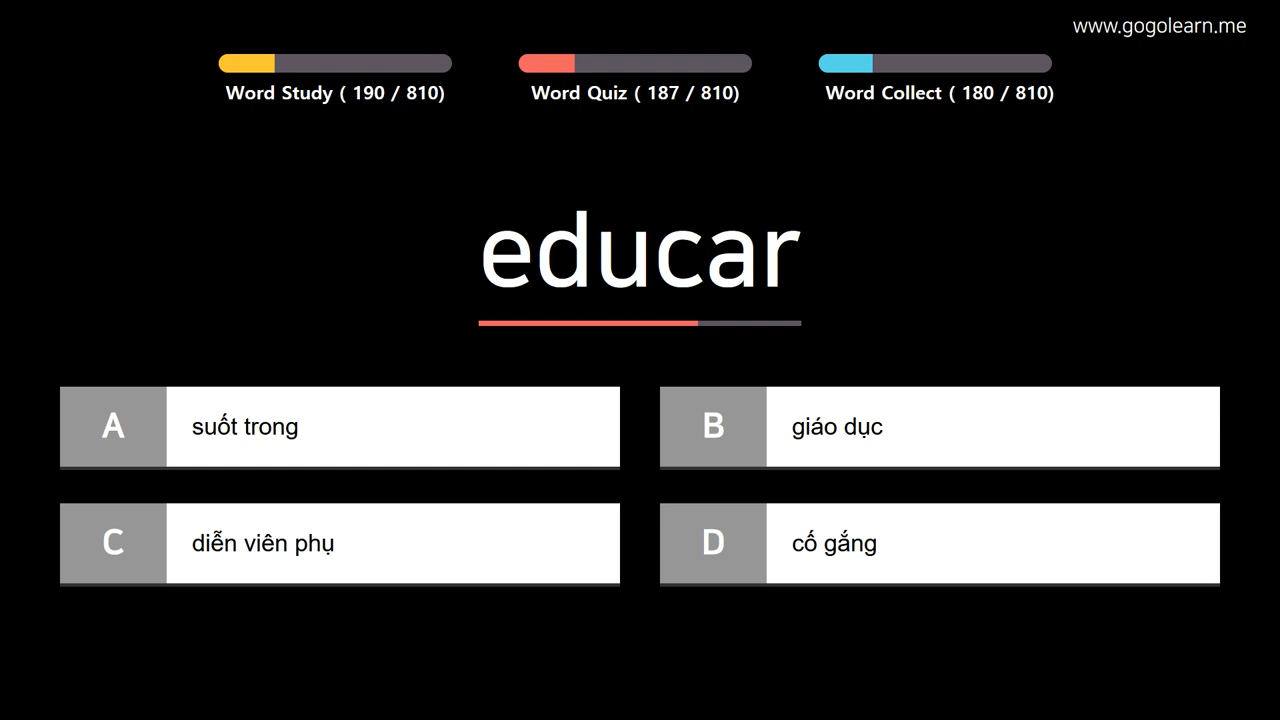 www.gogolearn.me
Word Study ( 190 / 810)
Word Quiz ( 187 / 810)
Word Collect ( 180 / 810)
educar
A suốt trong
B giáo dục
C diễn viên phụ
D cố gắng